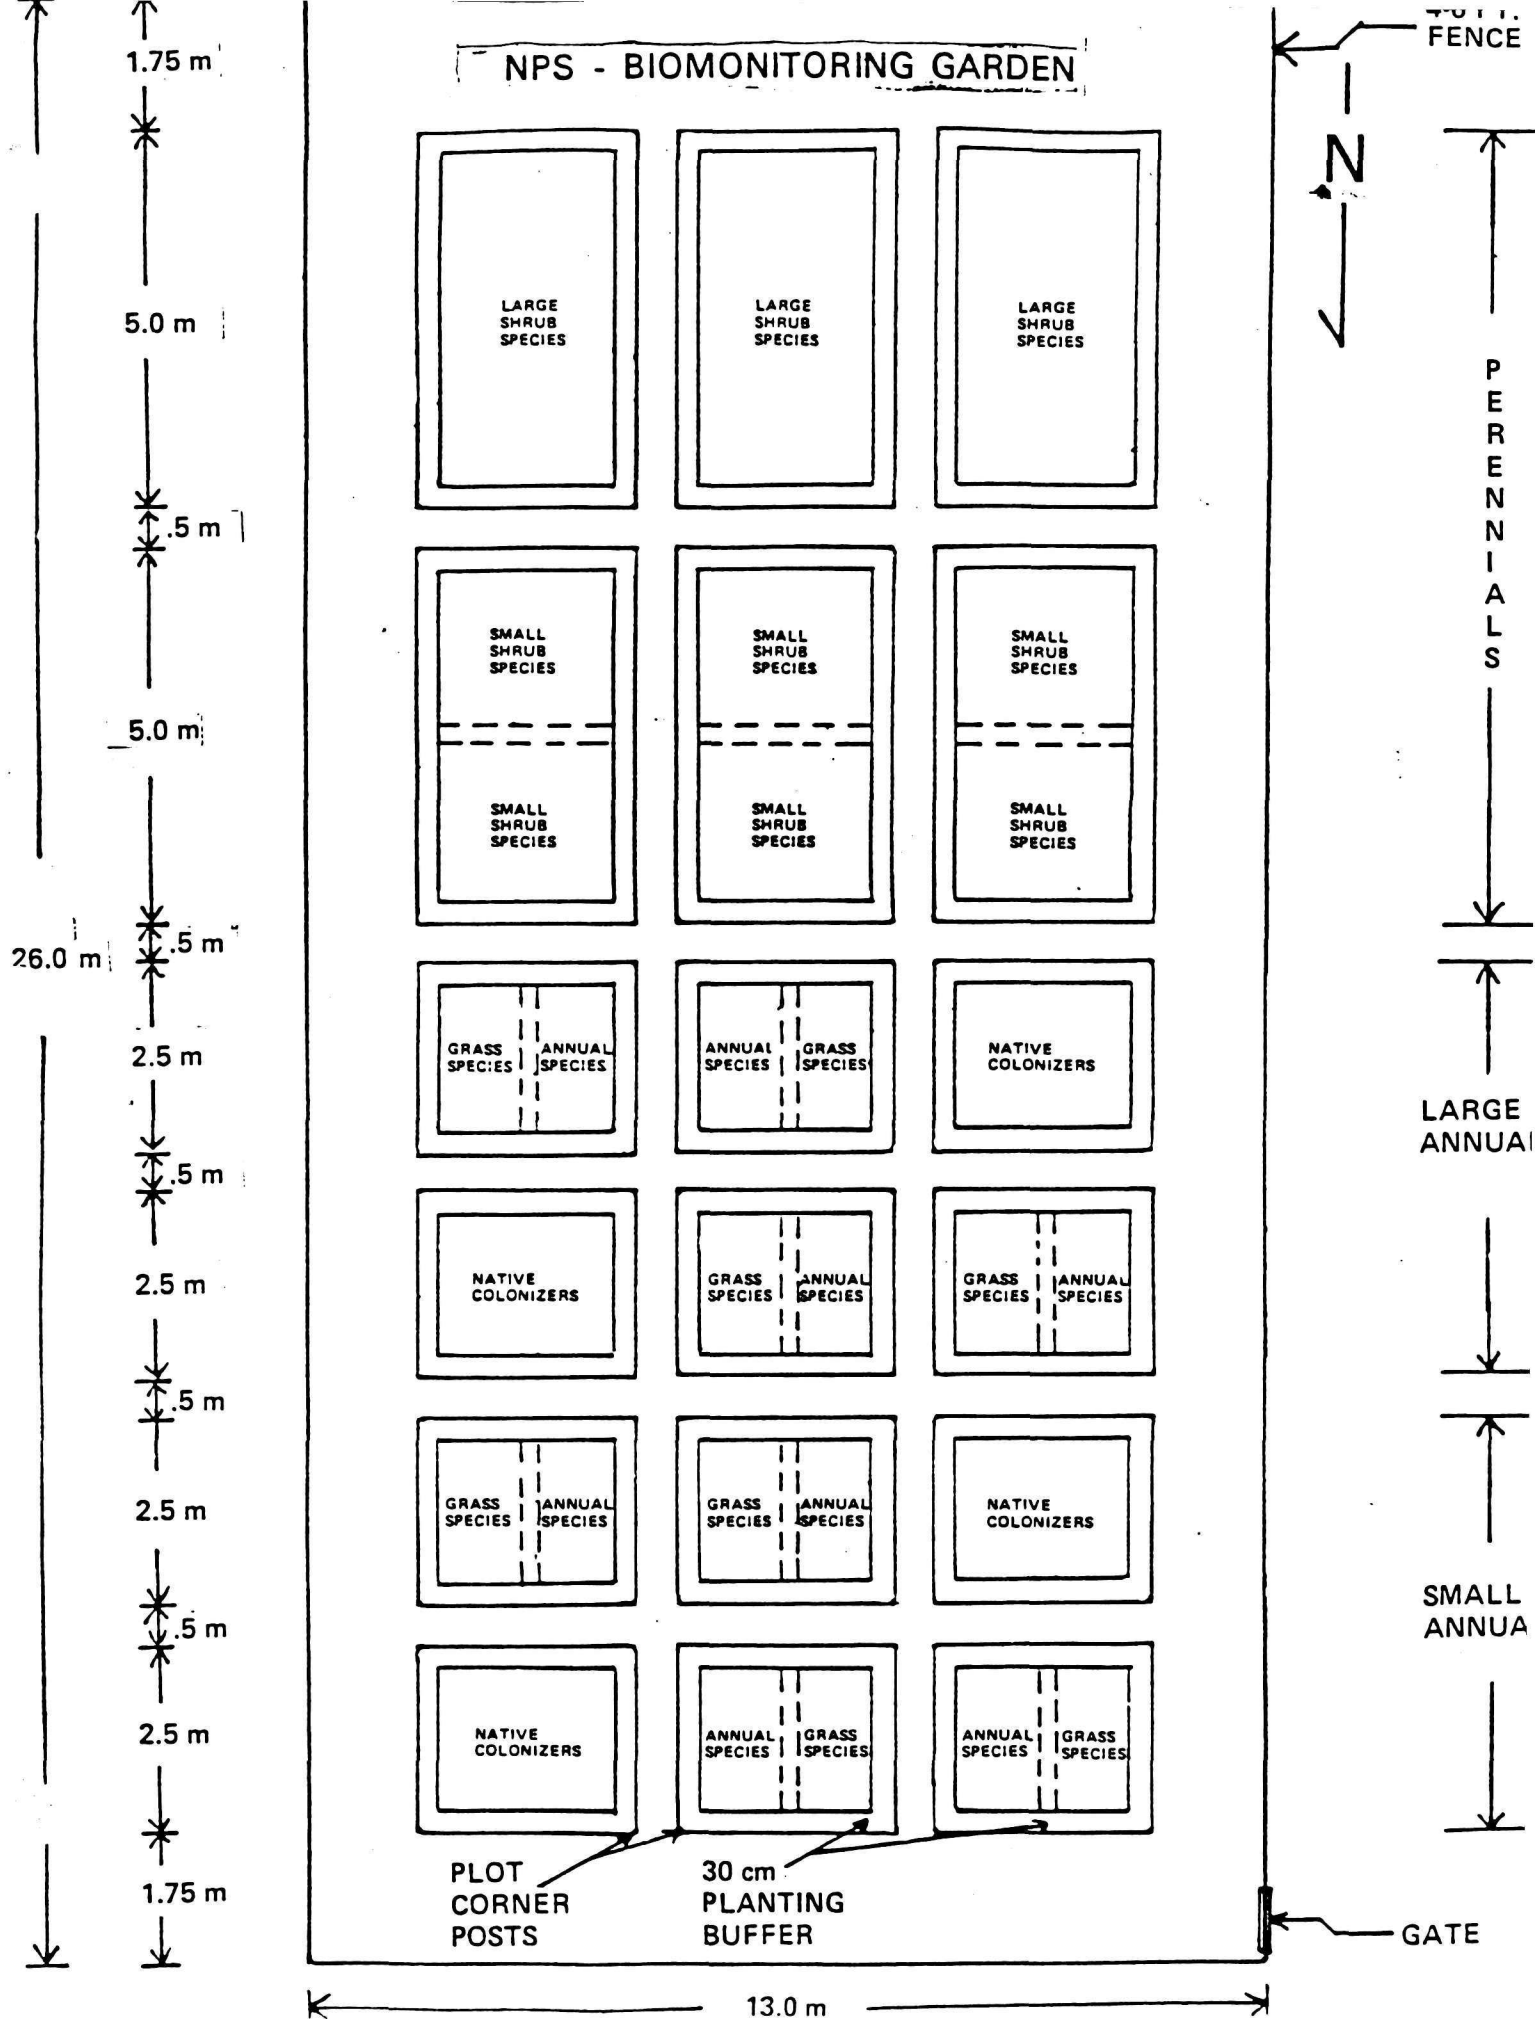 FENCE
1.75 m
NPS - BIOMONITORING GARDEN
N
5.0 m
LARGE
SHRUB
SPECIES
LARGE
SHRUB
SPECIES
LARGE
SHRUB
SPECIES
PERENNIALS
.5 m
SMALL
SHRUB
SPECIES
SMALL
SHRUB
SPECIES
SMALL
SHRUB
SPECIES
5.0 m
SMALL
SHRUB
SPECIES
SMALL
SHRUB
SPECIES
SMALL
SHRUB
SPECIES
.5 m
26.0 m
2.5 m
GRASS
SPECIES
ANNUAL
SPECIES
ANNUAL
SPECIES
GRASS
SPECIES
NATIVE
COLONIZERS
LARGE
ANNUAL
.5 m
2.5 m
NATIVE
COLONIZERS
GRASS
SPECIES
ANNUAL
SPECIES
GRASS
SPECIES
ANNUAL
SPECIES
.5 m
2.5 m
GRASS
SPECIES
ANNUAL
SPECIES
GRASS
SPECIES
ANNUAL
SPECIES
NATIVE
COLONIZERS
SMALL
ANNUA
.5 m
2.5 m
NATIVE
COLONIZERS
ANNUAL
SPECIES
GRASS
SPECIES
ANNUAL
SPECIES
GRASS
SPECIES
1.75 m
PLOT
CORNER
POSTS
30 cm
PLANTING
BUFFER
GATE
13.0 m